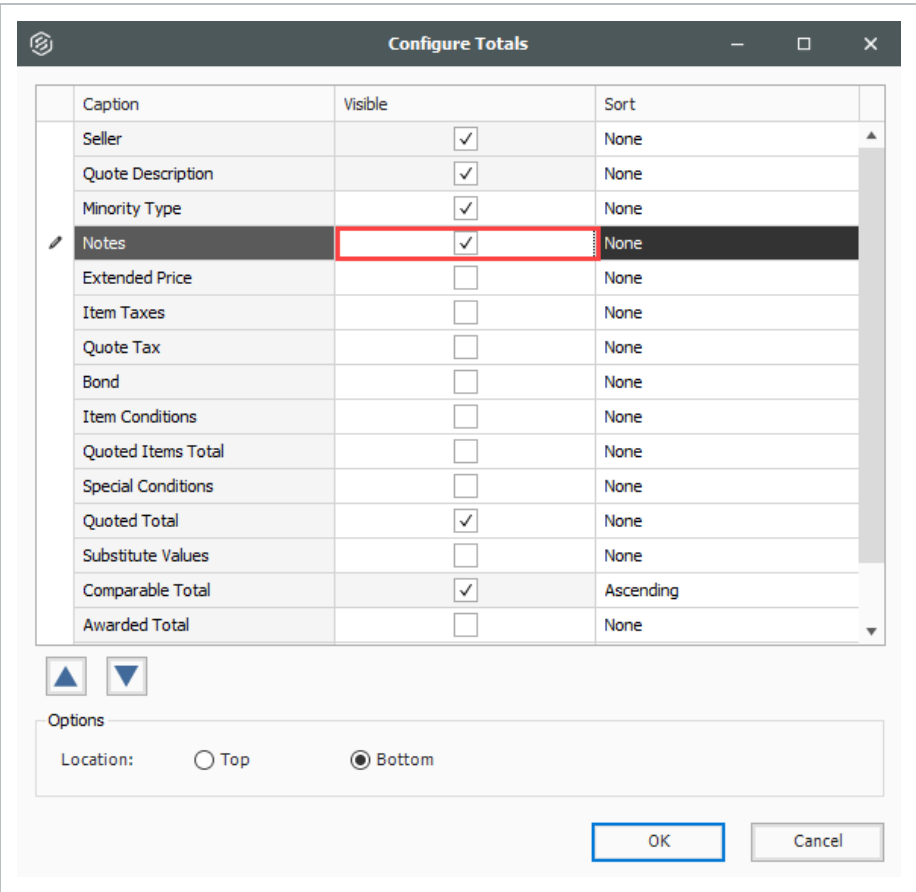 Configure Totals
Caption Visible Sort
Seller None
Quote Description None
Minority Type None
Notes None
Extended Price None
Item Taxes None
Quote Tax None
Bond None
Item Conditions None
Quoted Items Total None
Special Conditions None
Quoted Total None
Substitute Values None
Comparable Total Ascending
Awarded Total None
Options
Location: Top Bottom
OK Cancel